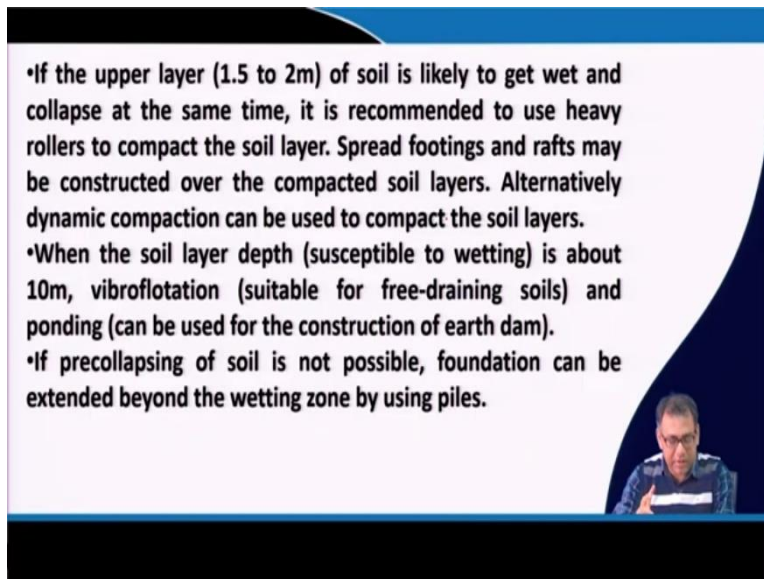 •If the upper layer (1.5 to 2m) of soil is likely to get wet and
collapse at the same time, it is recommended to use heavy
rollers to compact the soil layer. Spread footings and rafts may
be constructed over the compacted soil layers. Alternatively
dynamic compaction can be used to compact the soil layers.
•When the soil layer depth (susceptible to wetting) is about
10m, vibroflotation (suitable for free-draining soils) and
ponding (can be used for the construction of earth dam).
•If precollapsing of soil is not possible, foundation can be
extended beyond the wetting zone by using piles.